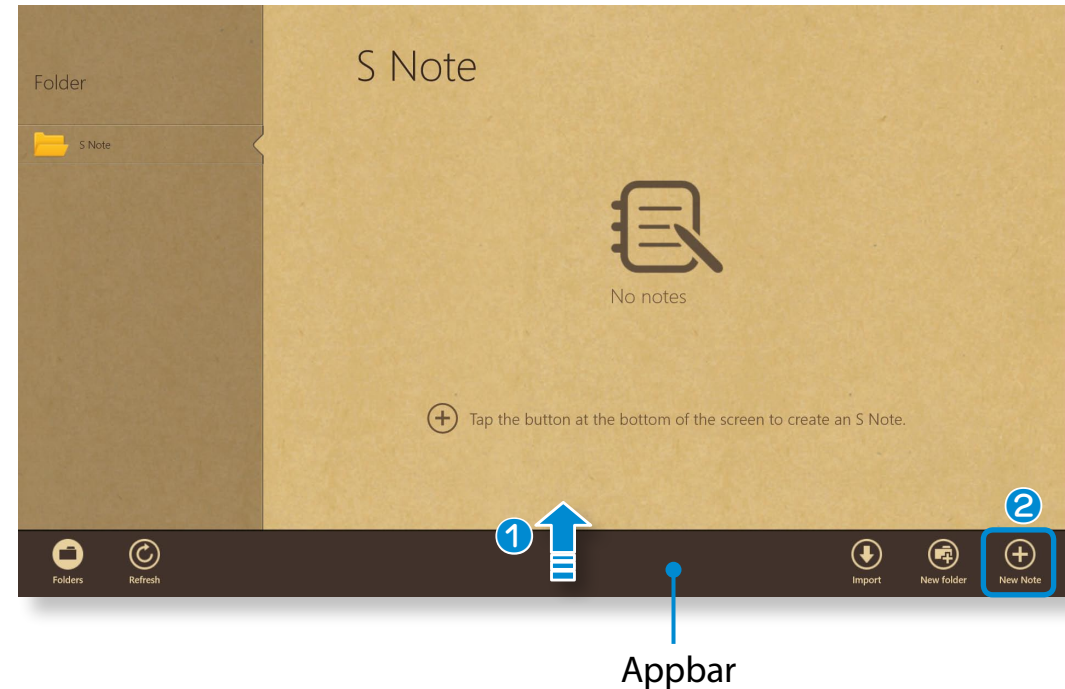 Folder
S Note
S Note
No notes
Tap the button at the bottom of the screen to create an S Note.
1
2
Folders
Refresh
Import
New folder
New Note
Appbar